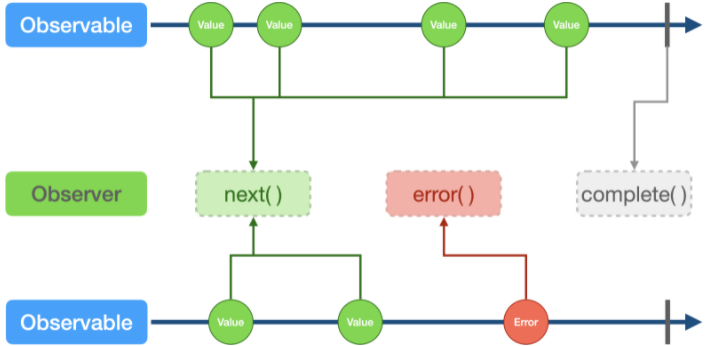 Observable
Value
Value
Value
Value
Observer
next( )
error( )
complete( )
Observable
Value
Value
Error